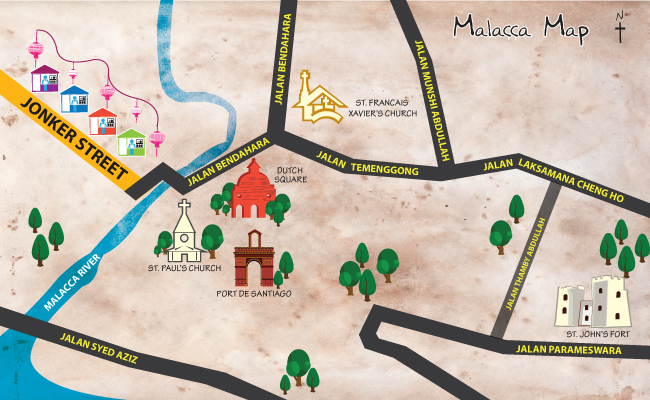 Malacca Map
N
JALAN BENDAHARA
JALAN MUNSHI ABDULLAH
ST. FRANCAIS
XAVIER'S CHURCH
JONKER STREET
JALAN BENDAHARA
JALAN TEMENGGONG
JALAN LAKSAMANA CHENG HO
DUTCH
SQUARE
JALAN THAMBY ABDULLAH
ST. PAUL'S CHURCH
MALACCA RIVER
PORT DE SANTIAGO
ST. JOHN'S FORT
JALAN SYED AZIZ
JALAN PARAMESWARA